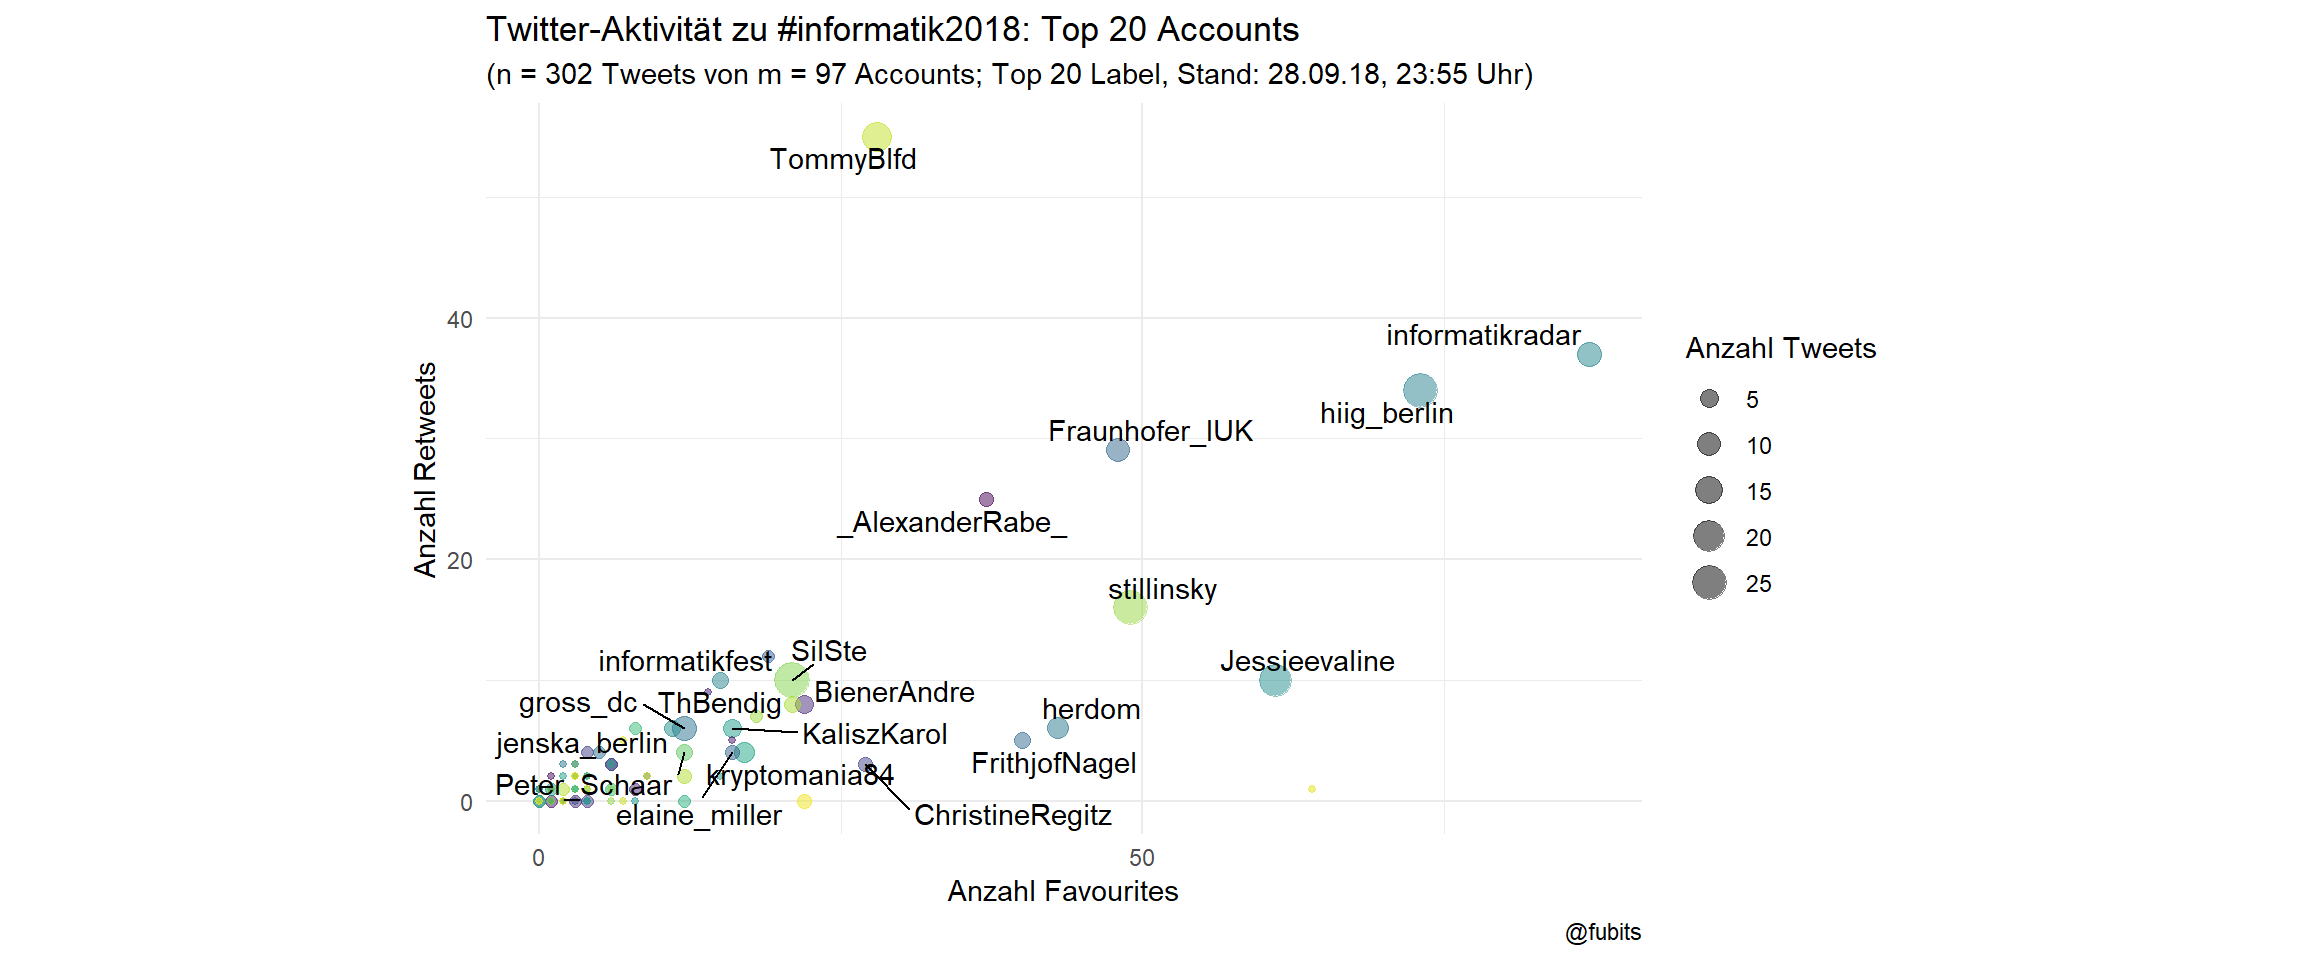 Twitter-Aktivität zu #informatik2018: Top 20 Accounts
(n = 302 Tweets von m = 97 Accounts; Top 20 Label, Stand: 28.09.18, 23:55 Uhr)
TommyBlfd
40
informatikradar
Anzahl Tweets
hiig_berlin
5
Fraunhofer_IUK
10
Anzahl Retweets
15
_AlexanderRabe_
20
20
stillinsky
25
SilSte
informatikfest
Jessieevaline
BienerAndre
gross_dc
ThBendig
herdom
KaliszKarol
jenska_berlin
FrithjofNagel
kryptomania84
Peter_Schaar
0
elaine_miller
ChristineRegitz
0
50
Anzahl Favourites
@fubits